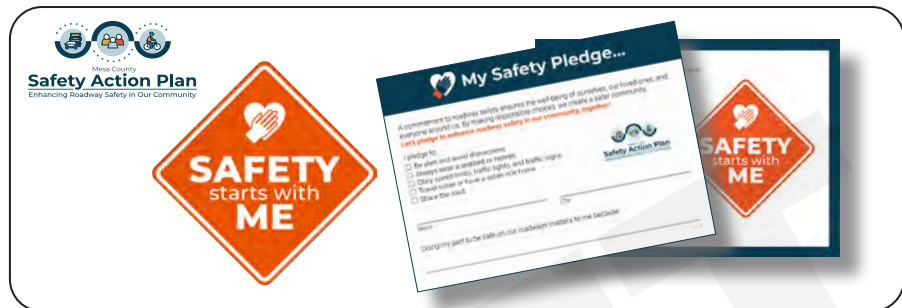 Mesa County
Safety Action Plan
Enhancing Roadway Safety in Our Community
SAFETY
starts with
ME
My Safety Pledge...
A commitment to roadway safety ensures the well-being of ourselves, our loved ones, and
everyone around us. By making responsible choices, we create a safer community.
Let's pledge to enhance roadway safety in our community, together!
I pledge to:
Be alert and avoid distractions
Always wear a seatbelt or helmet
Obey speed limits, traffic lights, and traffic signs
Travel sober or have a sober ride home
Share the road
Safety Action Plan
Name
City
Doing my part to be safe on our roadways matters to me because:
SAFETY
starts with
ME